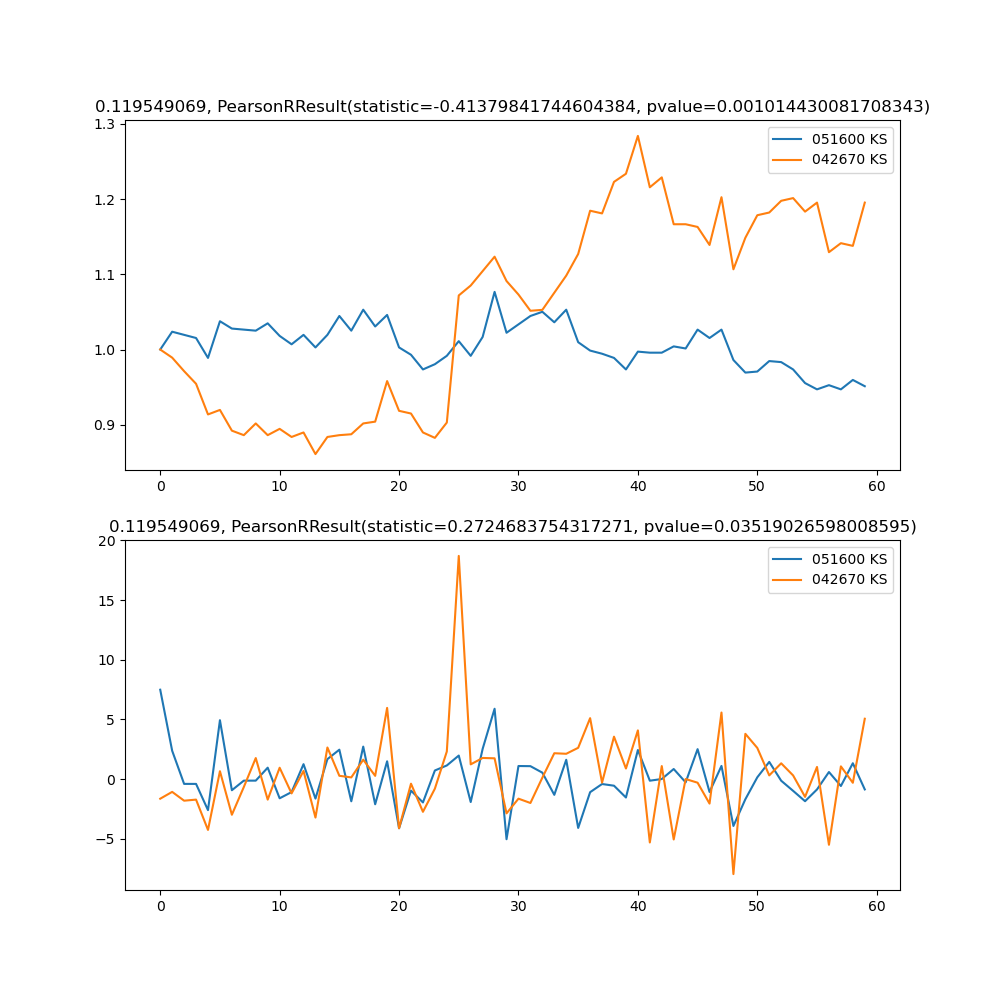 0.119549069, PearsonRResult(statistic=-0.41379841744604384, pvalue=0.001014430081708343)
1.3
1.2
1.1
1.0
0.9
051600 KS
042670 KS
0 10 20 30 40 50 60
0.119549069, PearsonRResult(statistic=0.2724683754317271, pvalue=0.03519026598008595)
20
15
10
5
0
−5
051600 KS
042670 KS
0 10 20 30 40 50 60